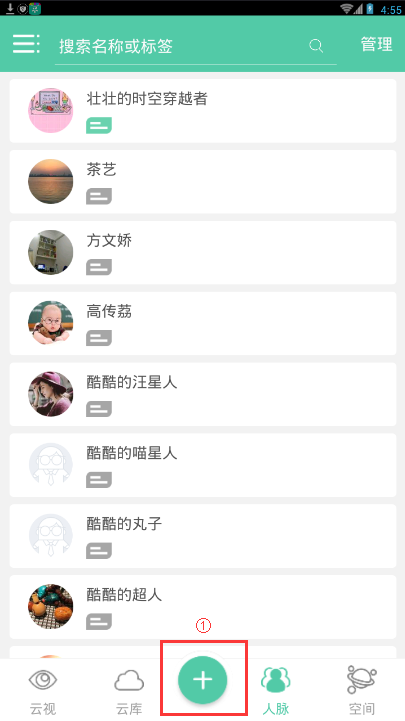 4:55
搜索名称或标签
管理
壮壮的时空穿越者
茶艺
方文娇
高传荔
酷酷的汪星人
酷酷的喵星人
酷酷的丸子
酷酷的超人
①
云视
云库
人脉
空间